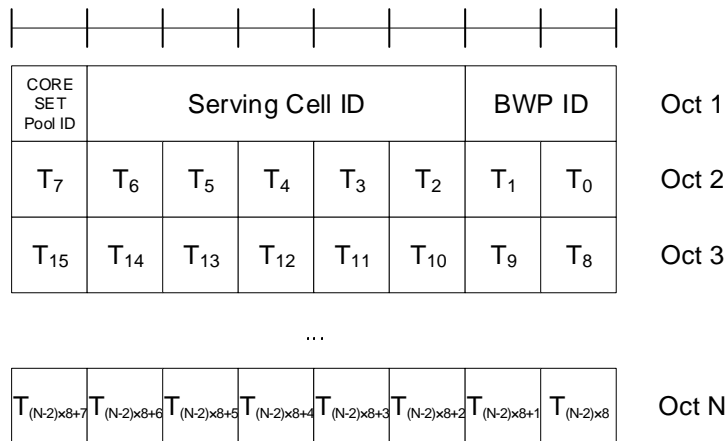 CORE SET Pool ID Serving Cell ID BWP ID Oct 1
T7 T6 T5 T4 T3 T2 T1 T0 Oct 2
T15 T14 T13 T12 T11 T10 T9 T8 Oct 3
...
T(N-2)×8+7 T(N-2)×8+6 T(N-2)×8+5 T(N-2)×8+4 T(N-2)×8+3 T(N-2)×8+2 T(N-2)×8+1 T(N-2)×8 Oct N